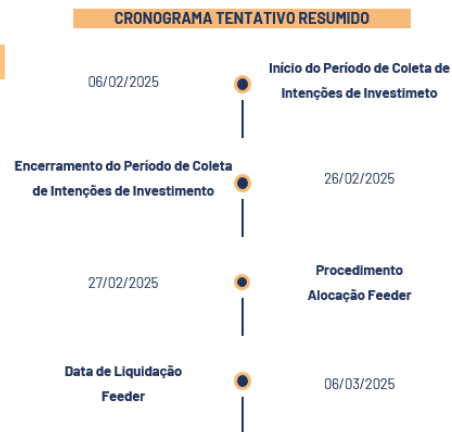 CRONOGRAMA TENTATIVO RESUMIDO
06/02/2025
Início do Período de Coleta de
Intenções de Investimeto
Encerramento do Período de Coleta
de Intenções de Investimento
26/02/2025
27/02/2025
Procedimento
Alocação Feeder
Data de Liquidação
Feeder
06/03/2025